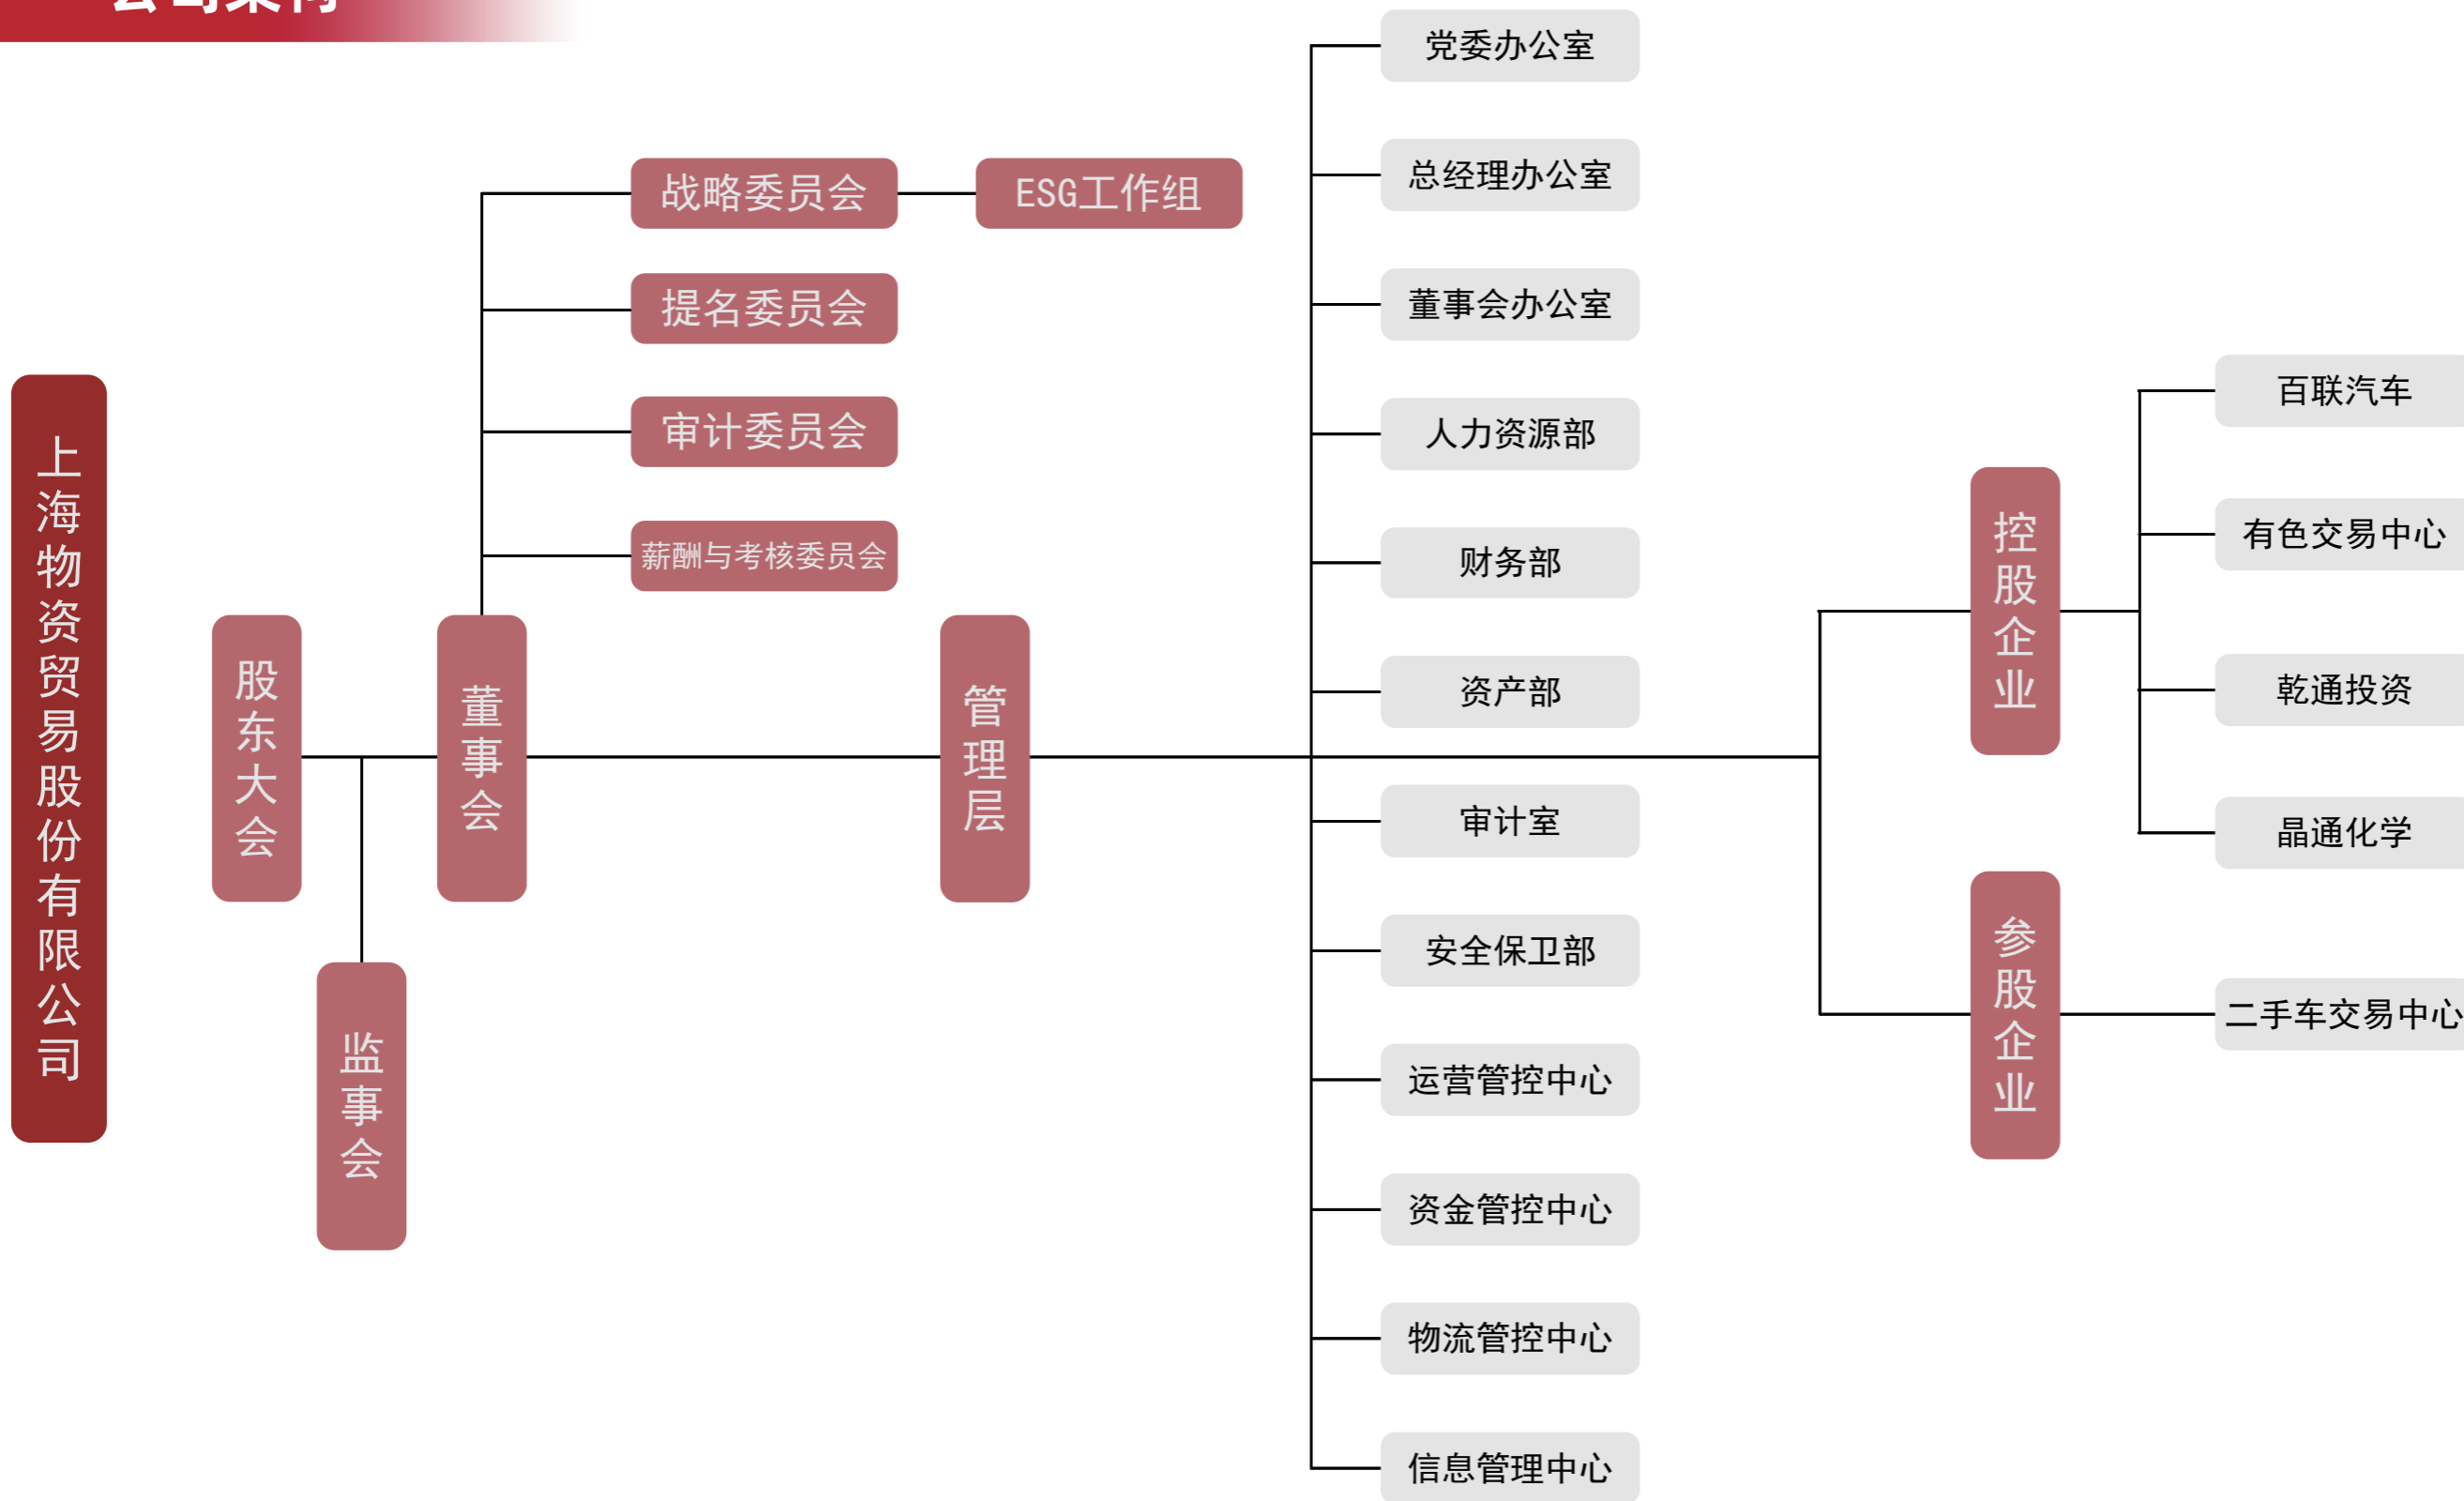 公司架构
上海物资贸易股份有限公司
股东大会
监事会
董事会
战略委员会
ESG工作组
提名委员会
审计委员会
薪酬与考核委员会
管理层
党委办公室
总经理办公室
董事会办公室
人力资源部
财务部
资产部
审计室
安全保卫部
运营管控中心
资金管控中心
物流管控中心
信息管理中心
控股企业
百联汽车
有色交易中心
乾通投资
晶通化学
参股企业
二手车交易中心